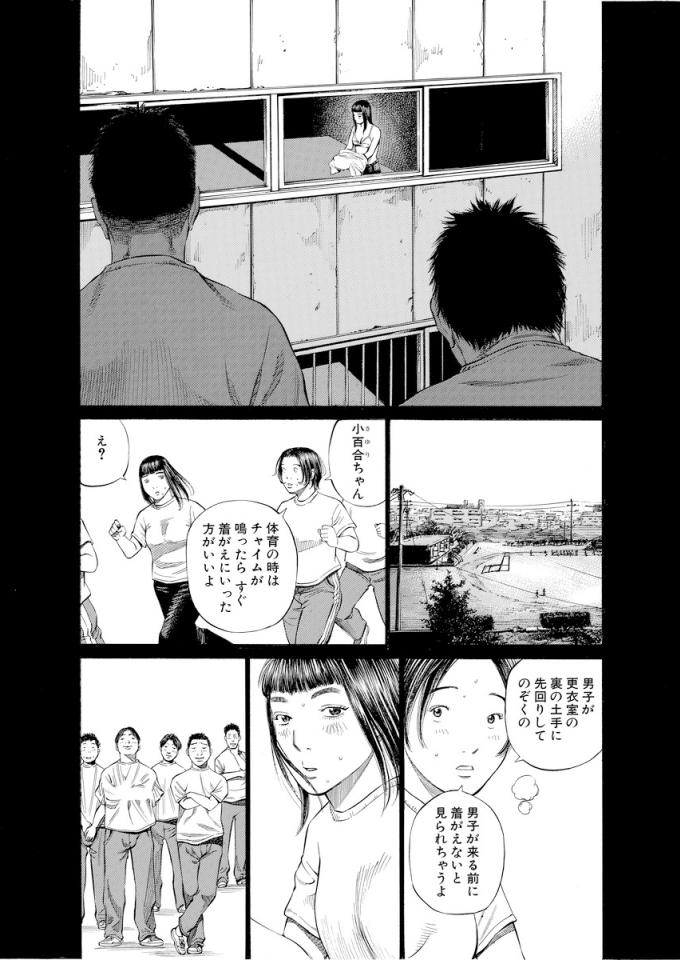 小百合ちゃん
さゆり
体育の時は
チャイムが
鳴ったら すぐ
着がえにいった
方がいいよ
え？
男子が
更衣室の
裏の土手に
先回りして
のぞくの
男子が来る前に
着がえないと
見られちゃうよ